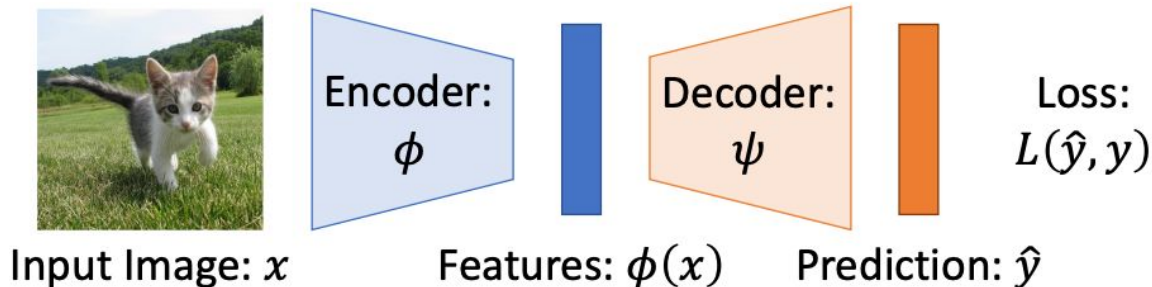 Encoder:
ϕ
Decoder:
ψ
Loss:
L(ŷ, y)
Input Image: x
Features: ϕ(x)
Prediction: ŷ